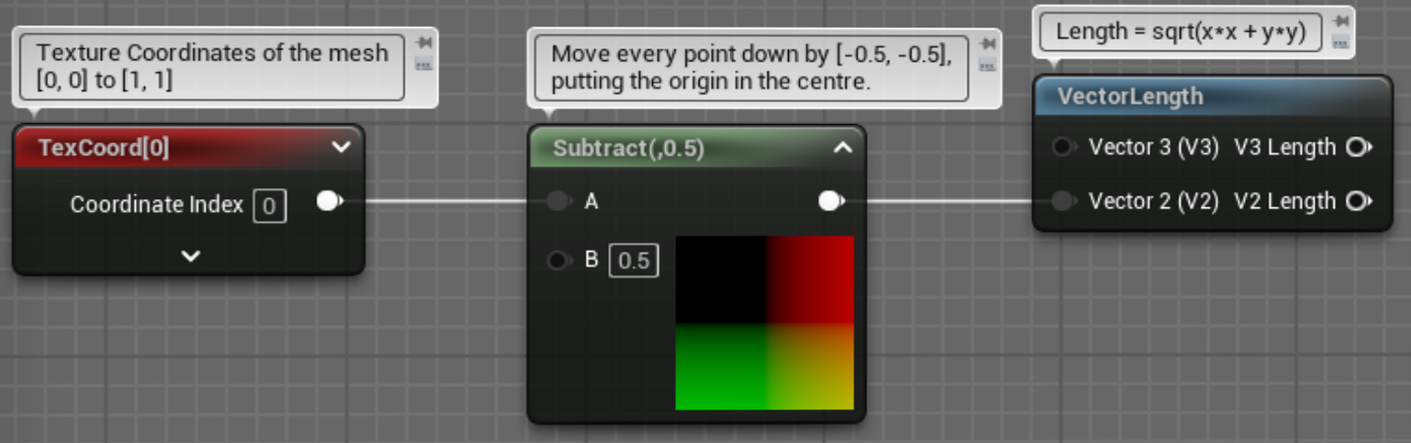 Texture Coordinates of the mesh
[0, 0] to [1, 1]
TexCoord[0]
Coordinate Index 0
Move every point down by [-0.5, -0.5],
putting the origin in the centre.
Subtract(,0.5)
A
B 0.5
Length = sqrt(x*x + y*y)
VectorLength
Vector 3 (V3) V3 Length
Vector 2 (V2) V2 Length